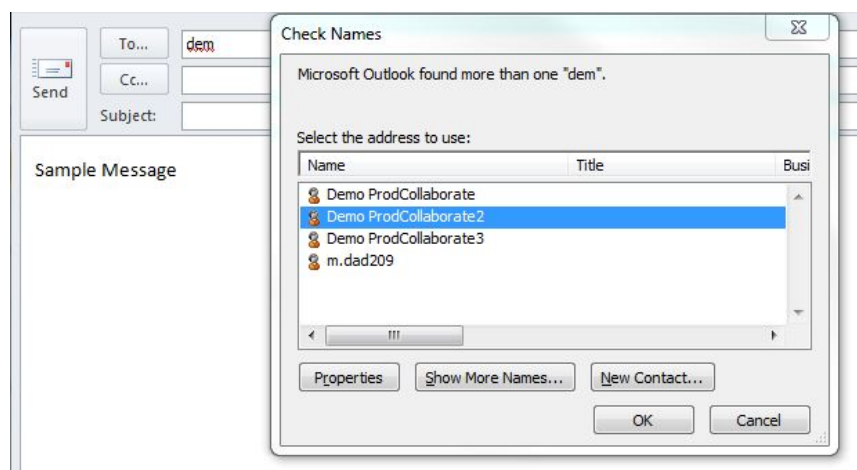 To...
dem
Send
Cc...
Subject:
Sample Message
Check Names
Microsoft Outlook found more than one "dem".
Select the address to use:
Name Title Busi
Demo ProdCollaborate
Demo ProdCollaborate2
Demo ProdCollaborate3
m.dad209
Properties Show More Names... New Contact...
OK Cancel